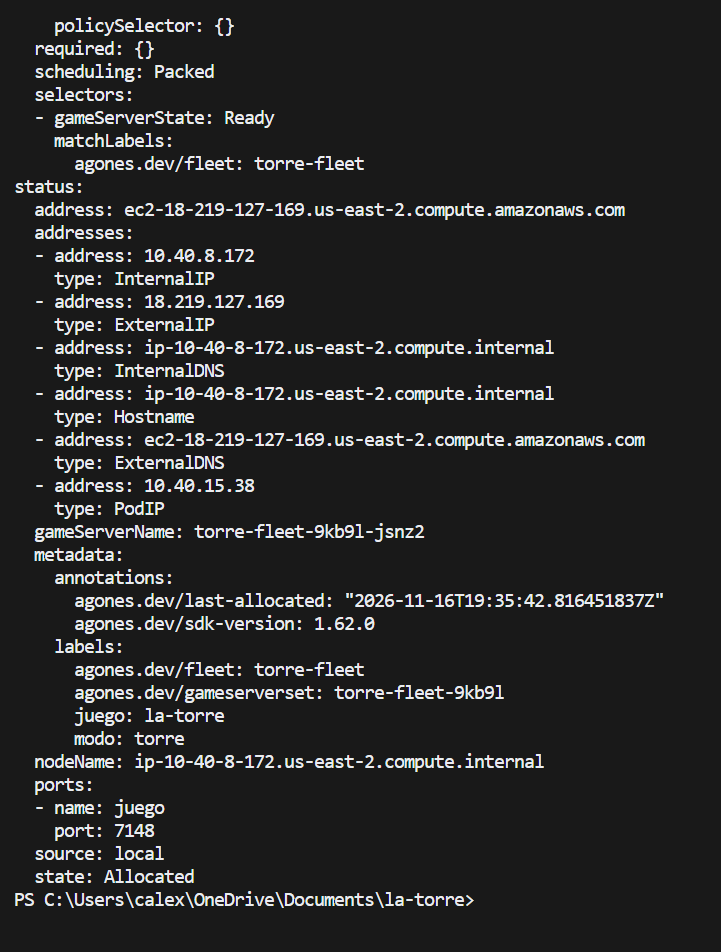 policySelector: {}
  required: {}
  scheduling: Packed
  selectors:
  - gameServerState: Ready
    matchLabels:
      agones.dev/fleet: torre-fleet
status:
  address: ec2-18-219-127-169.us-east-2.compute.amazonaws.com
  addresses:
  - address: 10.40.8.172
    type: InternalIP
  - address: 18.219.127.169
    type: ExternalIP
  - address: ip-10-40-8-172.us-east-2.compute.internal
    type: InternalDNS
  - address: ip-10-40-8-172.us-east-2.compute.internal
    type: Hostname
  - address: ec2-18-219-127-169.us-east-2.compute.amazonaws.com
    type: ExternalDNS
  - address: 10.40.15.38
    type: PodIP
  gameServerName: torre-fleet-9kb9l-jsnz2
  metadata:
    annotations:
      agones.dev/last-allocated: "2026-11-16T19:35:42.816451837Z"
      agones.dev/sdk-version: 1.62.0
    labels:
      agones.dev/fleet: torre-fleet
      agones.dev/gameserverset: torre-fleet-9kb9l
      juego: la-torre
      modo: torre
  nodeName: ip-10-40-8-172.us-east-2.compute.internal
  ports:
  - name: juego
    port: 7148
  source: local
  state: Allocated
PS C:\Users\calex\OneDrive\Documents\la-torre>